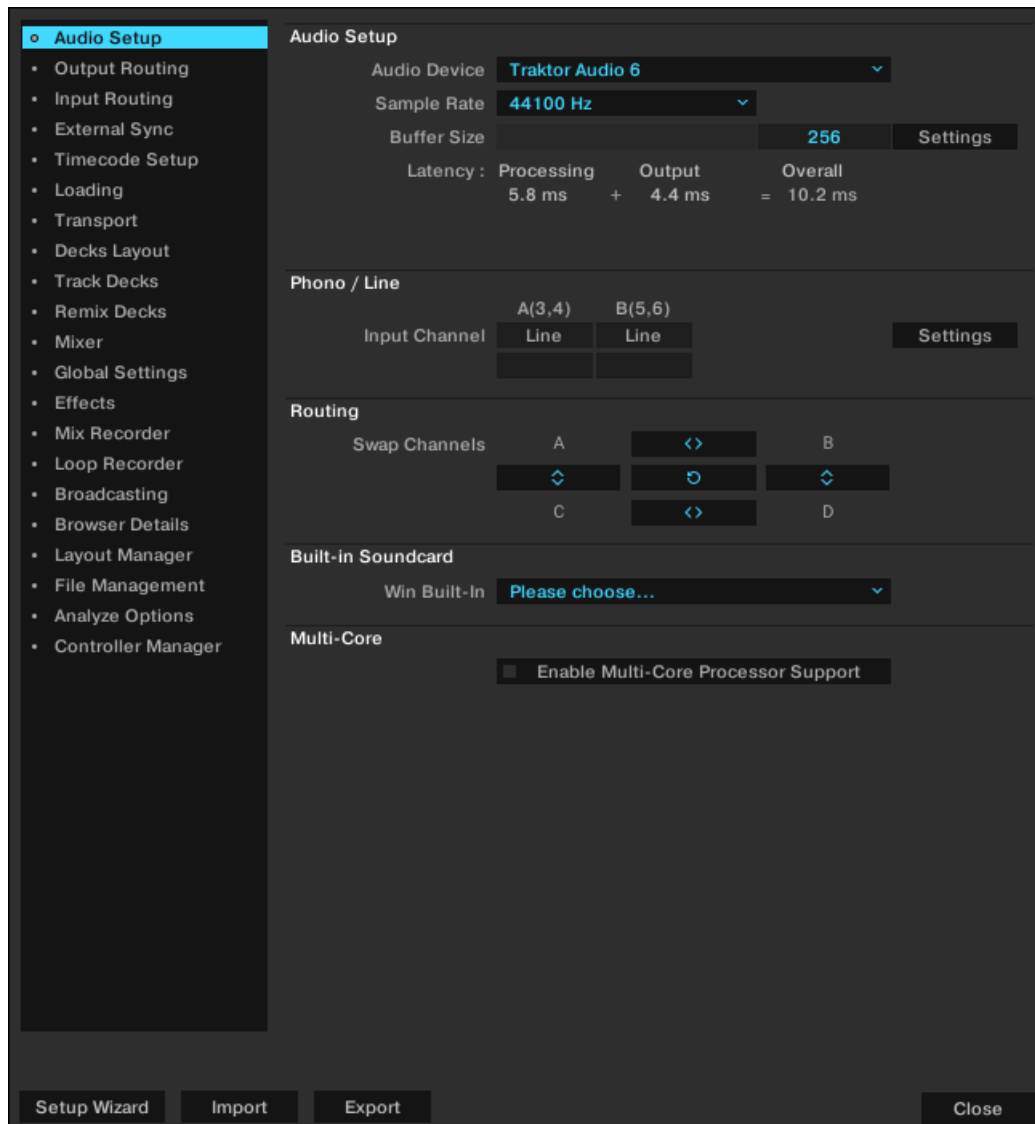 Audio Setup
Output Routing
Input Routing
External Sync
Timecode Setup
Loading
Transport
Decks Layout
Track Decks
Remix Decks
Mixer
Global Settings
Effects
Mix Recorder
Loop Recorder
Broadcasting
Browser Details
Layout Manager
File Management
Analyze Options
Controller Manager
Audio Setup
Audio Device Traktor Audio 6
Sample Rate 44100 Hz
Buffer Size 256 Settings
Latency : Processing Output Overall
5.8 ms + 4.4 ms = 10.2 ms
Phono / Line
A(3,4) B(5,6)
Input Channel Line Line Settings
Routing
Swap Channels A <> B
C <> D
Built-in Soundcard
Win Built-In Please choose...
Multi-Core
Enable Multi-Core Processor Support
Setup Wizard Import Export Close